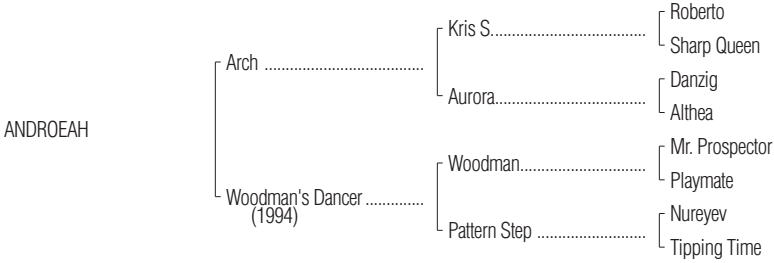 Roberto
Kris S.
Sharp Queen
Arch
Danzig
Aurora
Althea
ANDROEAH
Mr. Prospector
Woodman
Playmate
Woodman's Dancer
(1994)
Nureyev
Pattern Step
Tipping Time